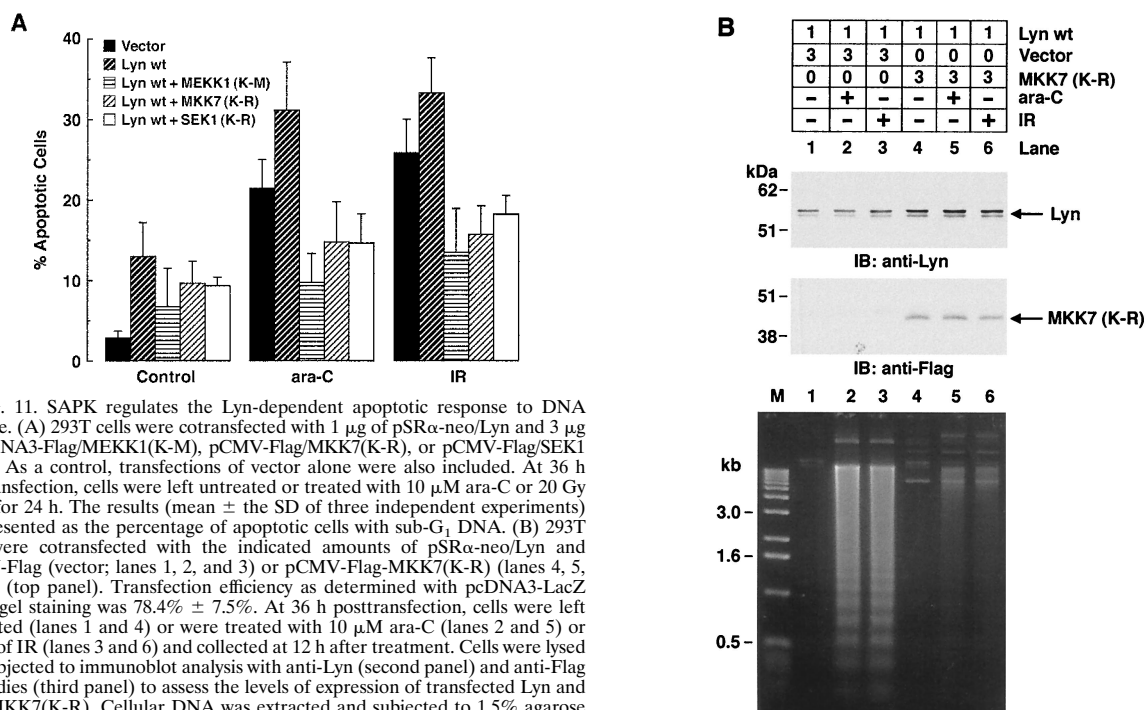 A
40
30
20
10
0
% Apoptotic Cells
Vector
Lyn wt
Lyn wt + MEKK1 (K-M)
Lyn wt + MKK7 (K-R)
Lyn wt + SEK1 (K-R)
Control ara-C IR
. 11. SAPK regulates the Lyn-dependent apoptotic response to DNA
e. (A) 293T cells were cotransfected with 1 μg of pSRα-neo/Lyn and 3 μg
NA3-Flag/MEKK1(K-M), pCMV-Flag/MKK7(K-R), or pCMV-Flag/SEK1
As a control, transfections of vector alone were also included. At 36 h
nsfection, cells were left untreated or treated with 10 μM ara-C or 20 Gy
for 24 h. The results (mean ± the SD of three independent experiments)
esented as the percentage of apoptotic cells with sub-G1 DNA. (B) 293T
were cotransfected with the indicated amounts of pSRα-neo/Lyn and
-Flag (vector; lanes 1, 2, and 3) or pCMV-Flag-MKK7(K-R) (lanes 4, 5,
(top panel). Transfection efficiency as determined with pcDNA3-LacZ
gel staining was 78.4% ± 7.5%. At 36 h posttransfection, cells were left
ted (lanes 1 and 4) or were treated with 10 μM ara-C (lanes 2 and 5) or
of IR (lanes 3 and 6) and collected at 12 h after treatment. Cells were lysed
bjected to immunoblot analysis with anti-Lyn (second panel) and anti-Flag
dies (third panel) to assess the levels of expression of transfected Lyn and
MKK7(K-R). Cellular DNA was extracted and subjected to 1.5% agarose
B
1 1 1 1 1 1 Lyn wt
3 3 3 0 0 0 Vector
0 0 0 3 3 3 MKK7 (K-R)
– + – – + – ara-C
– – + – – + IR
1 2 3 4 5 6 Lane
kDa
62
51
Lyn
IB: anti-Lyn
51
38
MKK7 (K-R)
IB: anti-Flag
M 1 2 3 4 5 6
kb
3.0
1.6
0.5